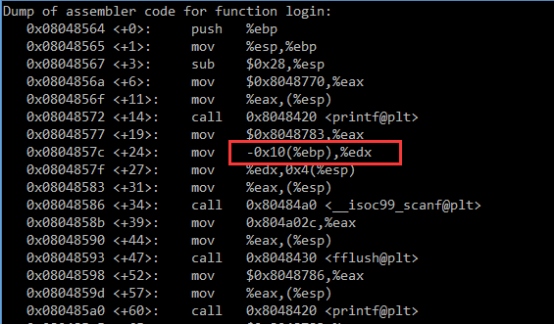 Dump of assembler code for function login:
0x08048564 <+0>: push %ebp
0x08048565 <+1>: mov %esp,%ebp
0x08048567 <+3>: sub $0x28,%esp
0x0804856a <+6>: mov $0x8048770,%eax
0x0804856f <+11>: mov %eax,(%esp)
0x08048572 <+14>: call 0x8048420 <printf@plt>
0x08048577 <+19>: mov $0x8048783,%eax
0x0804857c <+24>: mov -0x10(%ebp),%edx
0x0804857f <+27>: mov %edx,0x4(%esp)
0x08048583 <+31>: mov %eax,(%esp)
0x08048586 <+34>: call 0x80484a0 <__isoc99_scanf@plt>
0x0804858b <+39>: mov 0x804a02c,%eax
0x08048590 <+44>: mov %eax,(%esp)
0x08048593 <+47>: call 0x8048430 <fflush@plt>
0x08048598 <+52>: mov $0x8048786,%eax
0x0804859d <+57>: mov %eax,(%esp)
0x080485a0 <+60>: call 0x8048420 <printf@plt>